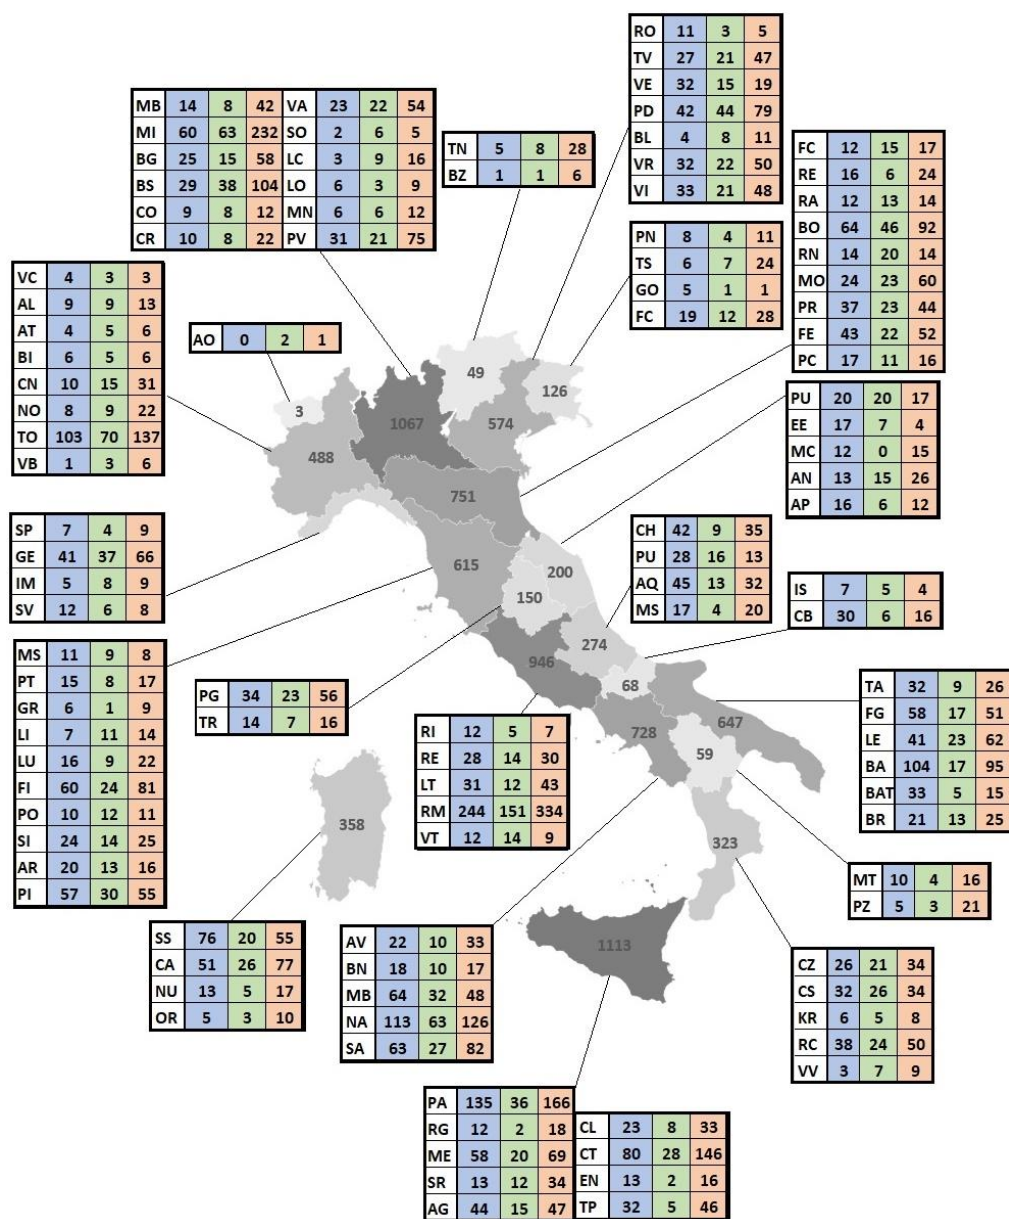 RO 11 3 5
TV 27 21 47
VE 32 15 19
PD 42 44 79
BL 4 8 11
VR 32 22 50
VI 33 21 48
MB 14 8 42 VA 23 22 54
MI 60 63 232 SO 2 6 5
BG 25 15 58 LC 3 9 16
BS 29 38 104 LO 6 3 9
CO 9 8 12 MN 6 6 12
CR 10 8 22 PV 31 21 75
TN 5 8 28
BZ 1 1 6
FC 12 15 17
RE 16 6 24
RA 12 13 14
BO 64 46 92
RN 14 20 14
MO 24 23 60
PR 37 23 44
FE 43 22 52
PC 17 11 16
PN 8 4 11
TS 6 7 24
GO 5 1 1
FC 19 12 28
VC 4 3 3
AL 9 9 13
AT 4 5 6
BI 6 5 6
CN 10 15 31
NO 8 9 22
TO 103 70 137
VB 1 3 6
AO 0 2 1
49
126
3
1067
574
488
751
PU 20 20 17
EE 17 7 4
MC 12 0 15
AN 13 15 26
AP 16 6 12
SP 7 4 9
GE 41 37 66
IM 5 8 9
SV 12 6 8
615
200
150
CH 42 9 35
PU 28 16 13
AQ 45 13 32
MS 17 4 20
IS 7 5 4
CB 30 6 16
274
946
68
MS 11 9 8
PT 15 8 17
GR 6 1 9
LI 7 11 14
LU 16 9 22
FI 60 24 81
PO 10 12 11
SI 24 14 25
AR 20 13 16
PI 57 30 55
PG 34 23 56
TR 14 7 16
RI 12 5 7
RE 28 14 30
LT 31 12 43
RM 244 151 334
VT 12 14 9
728
647
59
TA 32 9 26
FG 58 17 51
LE 41 23 62
BA 104 17 95
BAT 33 5 15
BR 21 13 25
358
323
MT 10 4 16
PZ 5 3 21
SS 76 20 55
CA 51 26 77
NU 13 5 17
OR 5 3 10
AV 22 10 33
BN 18 10 17
MB 64 32 48
NA 113 63 126
SA 63 27 82
1113
CZ 26 21 34
CS 32 26 34
KR 6 5 8
RC 38 24 50
VV 3 7 9
PA 135 36 166
RG 12 2 18
ME 58 20 69
SR 13 12 34
AG 44 15 47
CL 23 8 33
CT 80 28 146
EN 13 2 16
TP 32 5 46